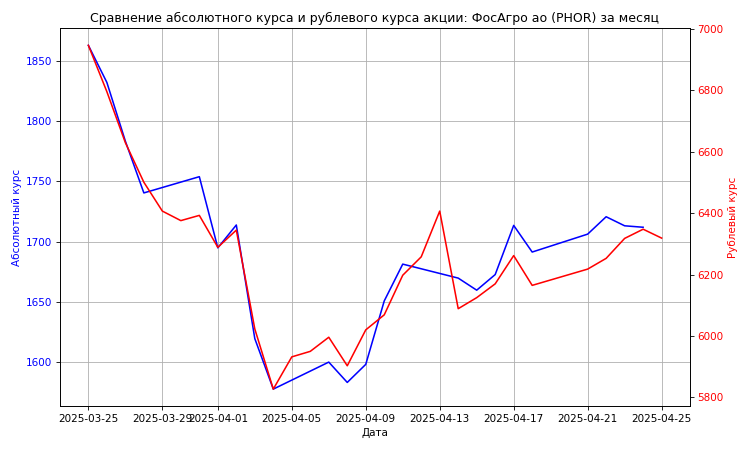 Сравнение абсолютного курса и рублевого курса акции: ФосАгро ао (PHOR) за месяц
7000
1850
6800
1800
6600
1750
6400
1700
6200
1650
6000
1600
5800
Абсолютный курс
Рублевый курс
2025-03-25 2025-03-29 2025-04-01 2025-04-05 2025-04-09 2025-04-13 2025-04-17 2025-04-21 2025-04-25
Дата